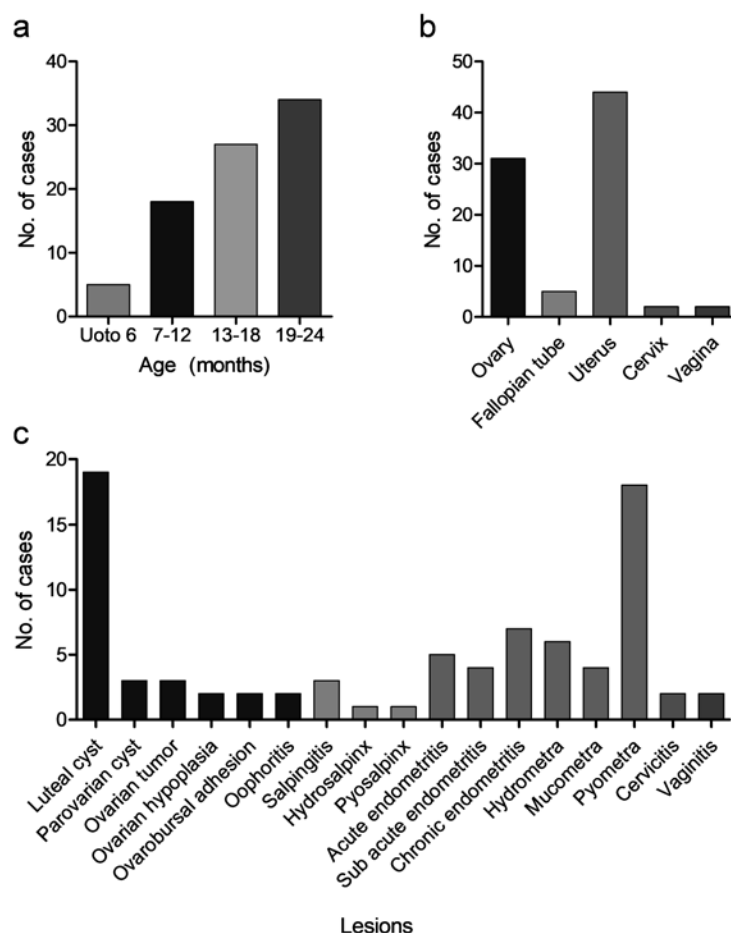 a
40
30
20
10
0
No. of cases
Uoto 6 7-12 13-18 19-24
Age (months)
b
50
40
30
20
10
0
No. of cases
Ovary
Fallopian tube
Uterus
Cervix
Vagina
c
20
15
10
5
0
No. of cases
Luteal cyst
Parovarian cyst
Ovarian tumor
Ovarian hypoplasia
Ovarobursal adhesion
Oophoritis
Salpingitis
Hydrosalpinx
Pyosalpinx
Acute endometritis
Sub acute endometritis
Chronic endometritis
Hydrometra
Mucometra
Pyometra
Cervicitis
Vaginitis
Lesions